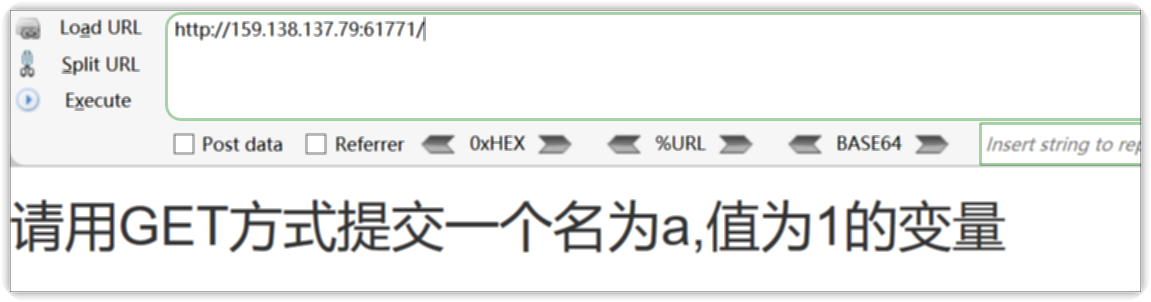 Load URL
http://159.138.137.79:61771/
Split URL
Execute
Post data Referrer 0xHEX %URL BASE64 Insert string to rep
请用GET方式提交一个名为a,值为1的变量